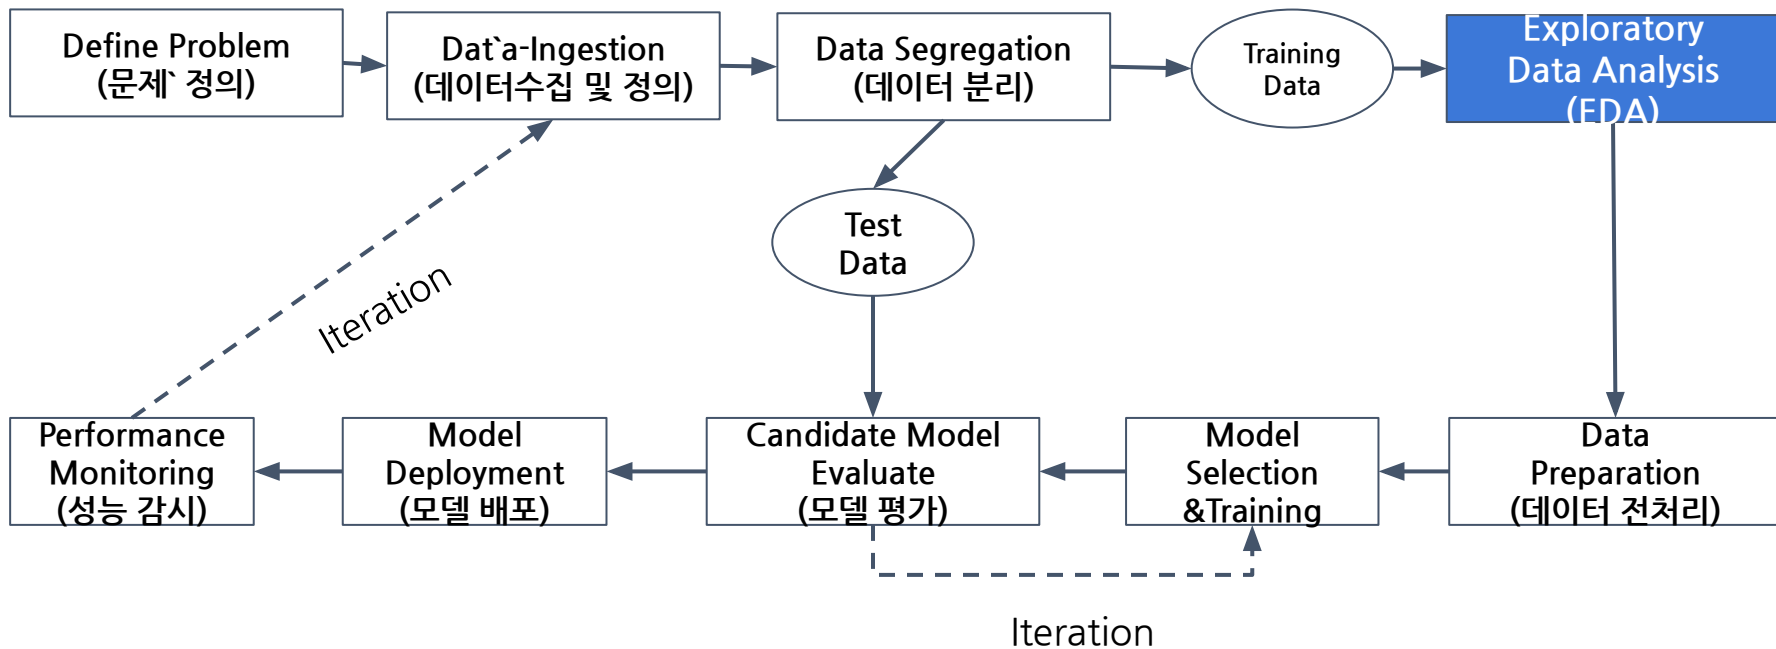 Define Problem
(문제` 정의)
Dat`a-Ingestion
(데이터수집 및 정의)
Data Segregation
(데이터 분리)
Training
Data
Exploratory
Data Analysis
(EDA)
Test
Data
Iteration
Performance
Monitoring
(성능 감시)
Model
Deployment
(모델 배포)
Candidate Model
Evaluate
(모델 평가)
Model
Selection
&Training
Data
Preparation
(데이터 전처리)
Iteration